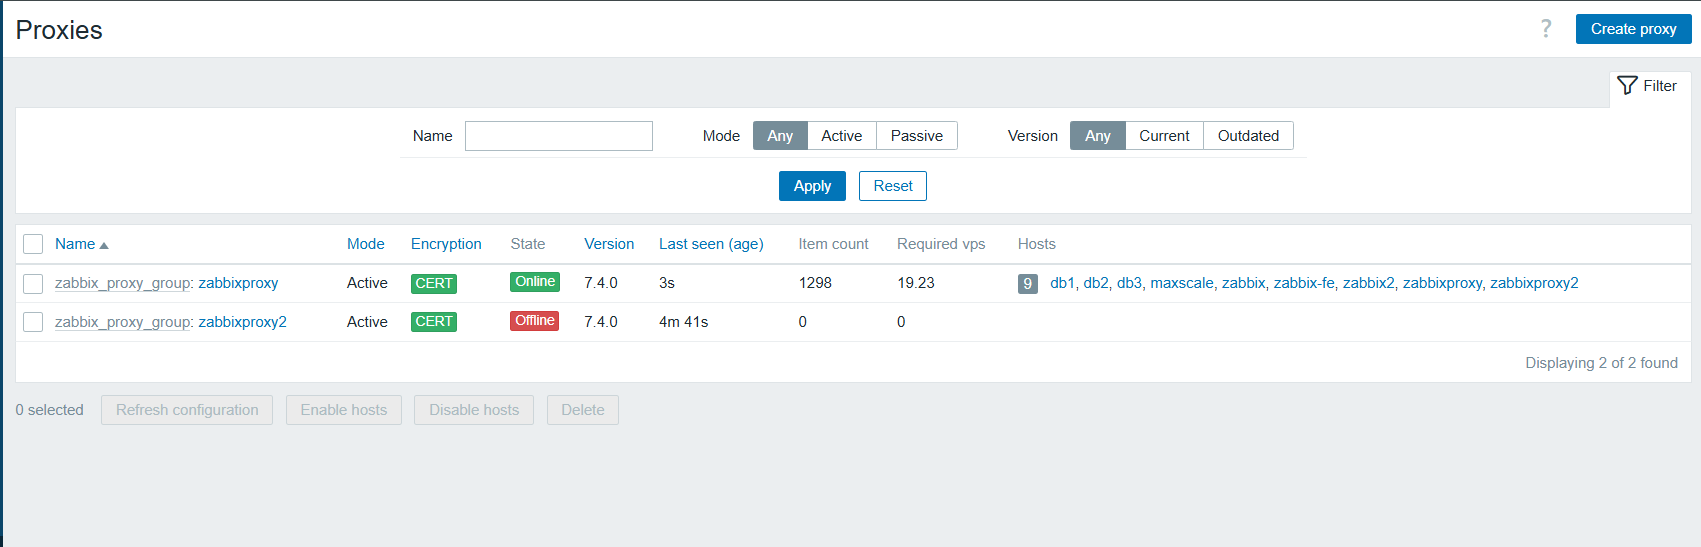 Proxies
? Create proxy
Filter
Name Mode Any Active Passive Version Any Current Outdated
Apply Reset
Name Mode Encryption State Version Last seen (age) Item count Required vps Hosts
zabbix_proxy_group: zabbixproxy Active CERT Online 7.4.0 3s 1298 19.23 9 db1, db2, db3, maxscale, zabbix, zabbix-fe, zabbix2, zabbixproxy, zabbixproxy2
zabbix_proxy_group: zabbixproxy2 Active CERT Offline 7.4.0 4m 41s 0 0
Displaying 2 of 2 found
0 selected Refresh configuration Enable hosts Disable hosts Delete